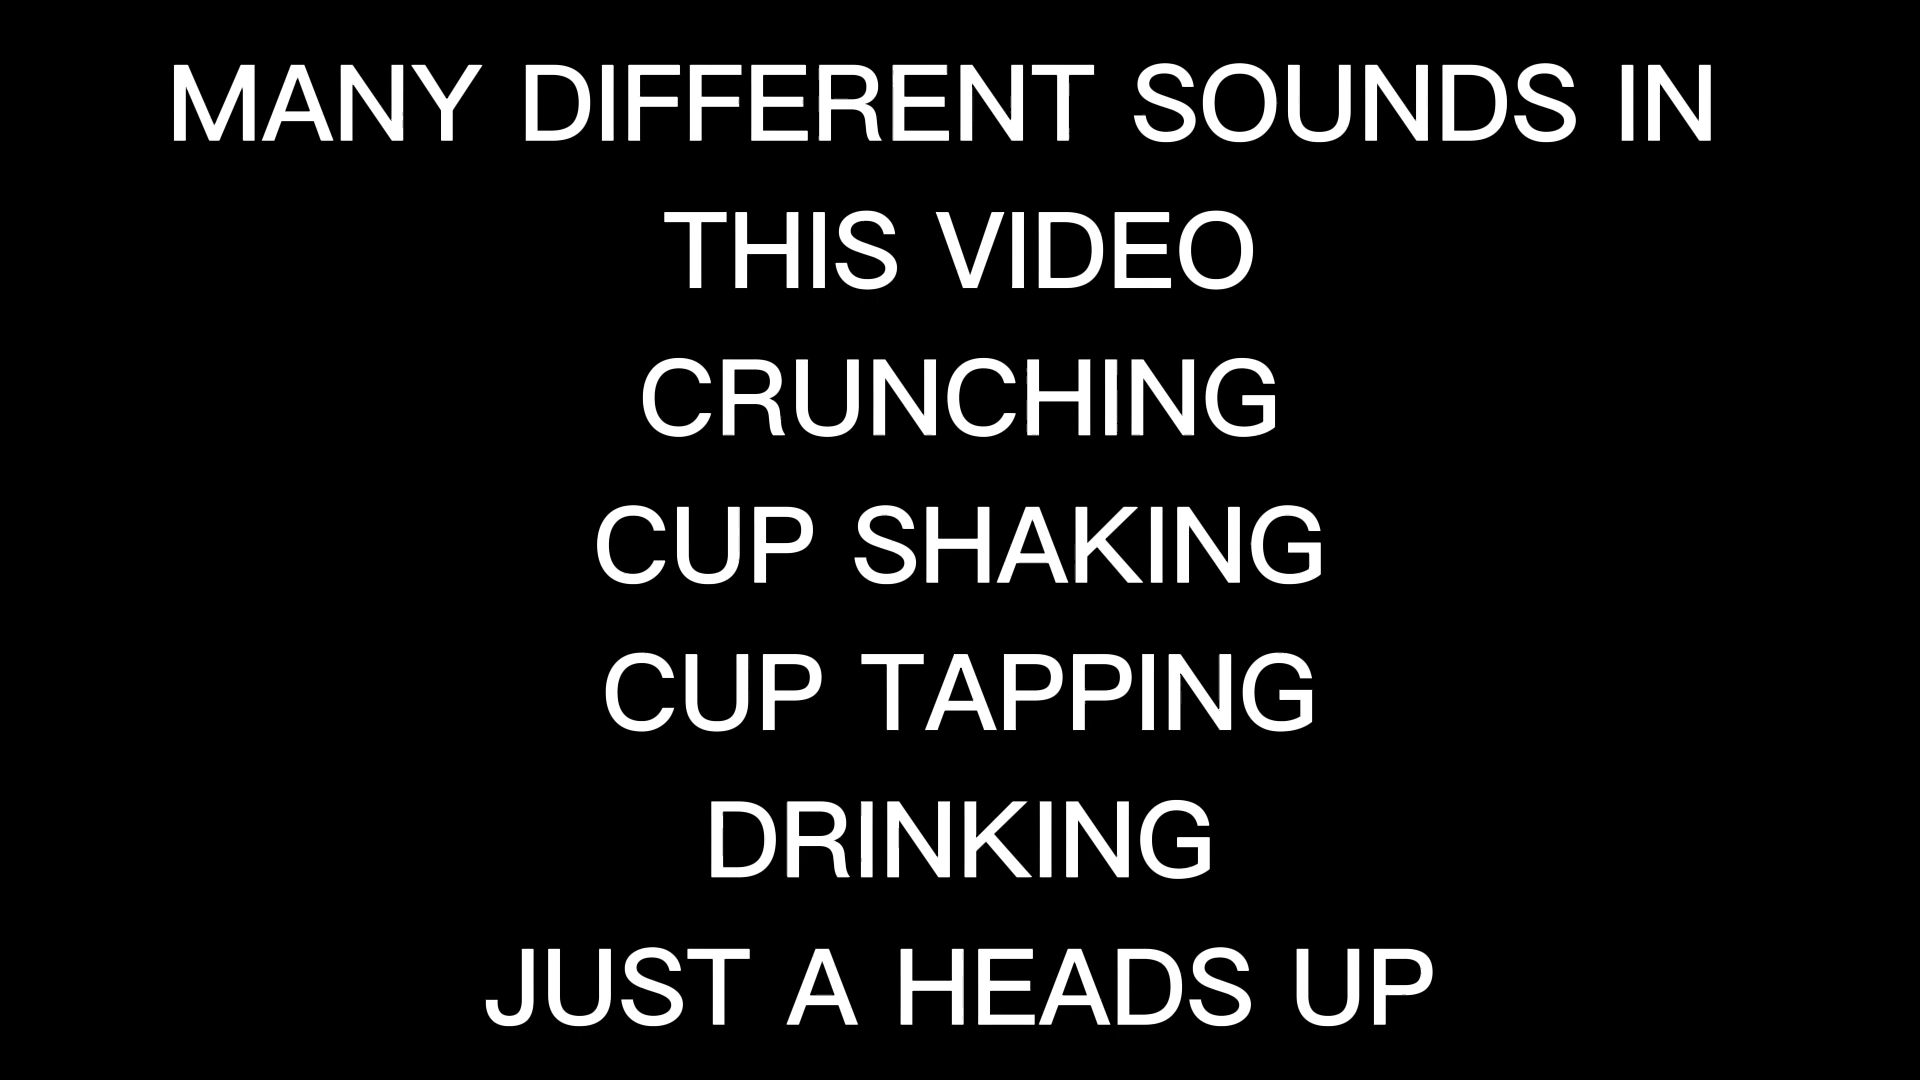 MANY DIFFERENT SOUNDS IN
THIS VIDEO
CRUNCHING
CUP SHAKING
CUP TAPPING
DRINKING
JUST A HEADS UP